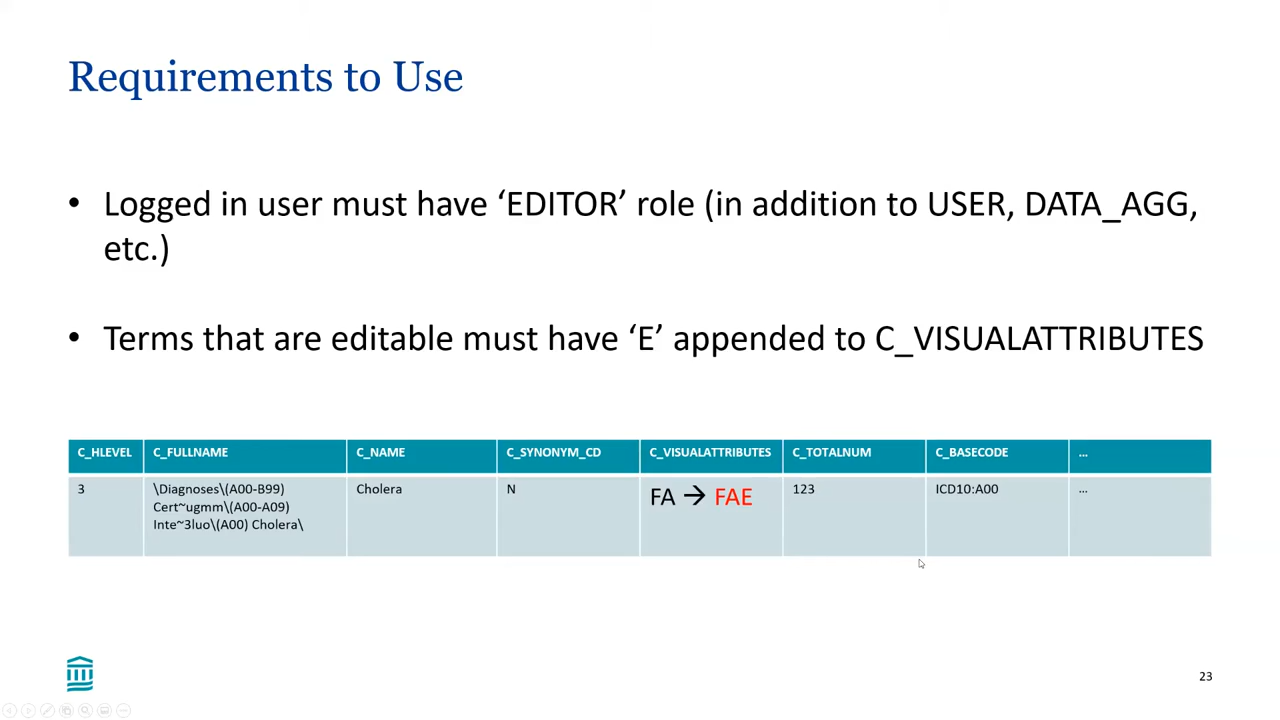 Requirements to Use
• Logged in user must have ‘EDITOR’ role (in addition to USER, DATA_AGG,
etc.)
• Terms that are editable must have ‘E’ appended to C_VISUALATTRIBUTES
C_HLEVEL C_FULLNAME C_NAME C_SYNONYM_CD C_VISUALATTRIBUTES C_TOTALNUM C_BASECODE ...
3 \Diagnoses\(A00-B99) Cholera N FA → FAE 123 ICD10:A00 ...
Cert~ugmm\(A00-A09)
Inte~3luo\(A00) Cholera\
23